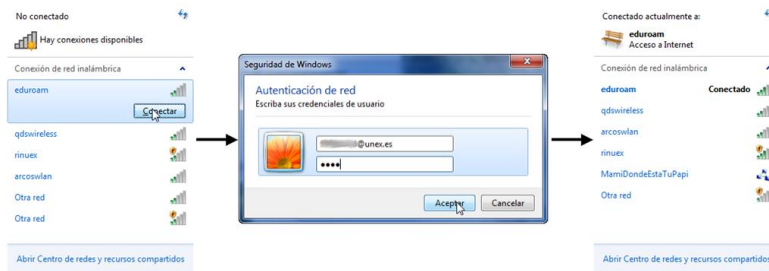 No conectado
Hay conexiones disponibles
Conexión de red inalámbrica
eduroam
Conectar
qdswireless
rinuex
arcoswlan
Otra red
Otra red
Abrir Centro de redes y recursos compartidos
Seguridad de Windows
Autenticación de red
Escriba sus credenciales de usuario
@unex.es
Aceptar
Cancelar
Conectado actualmente a:
eduroam
Acceso a Internet
Conexión de red inalámbrica
eduroam Conectado
qdswireless
arcoswlan
rinuex
MamiDondeEstaTuPapi
Otra red
Abrir Centro de redes y recursos compartidos